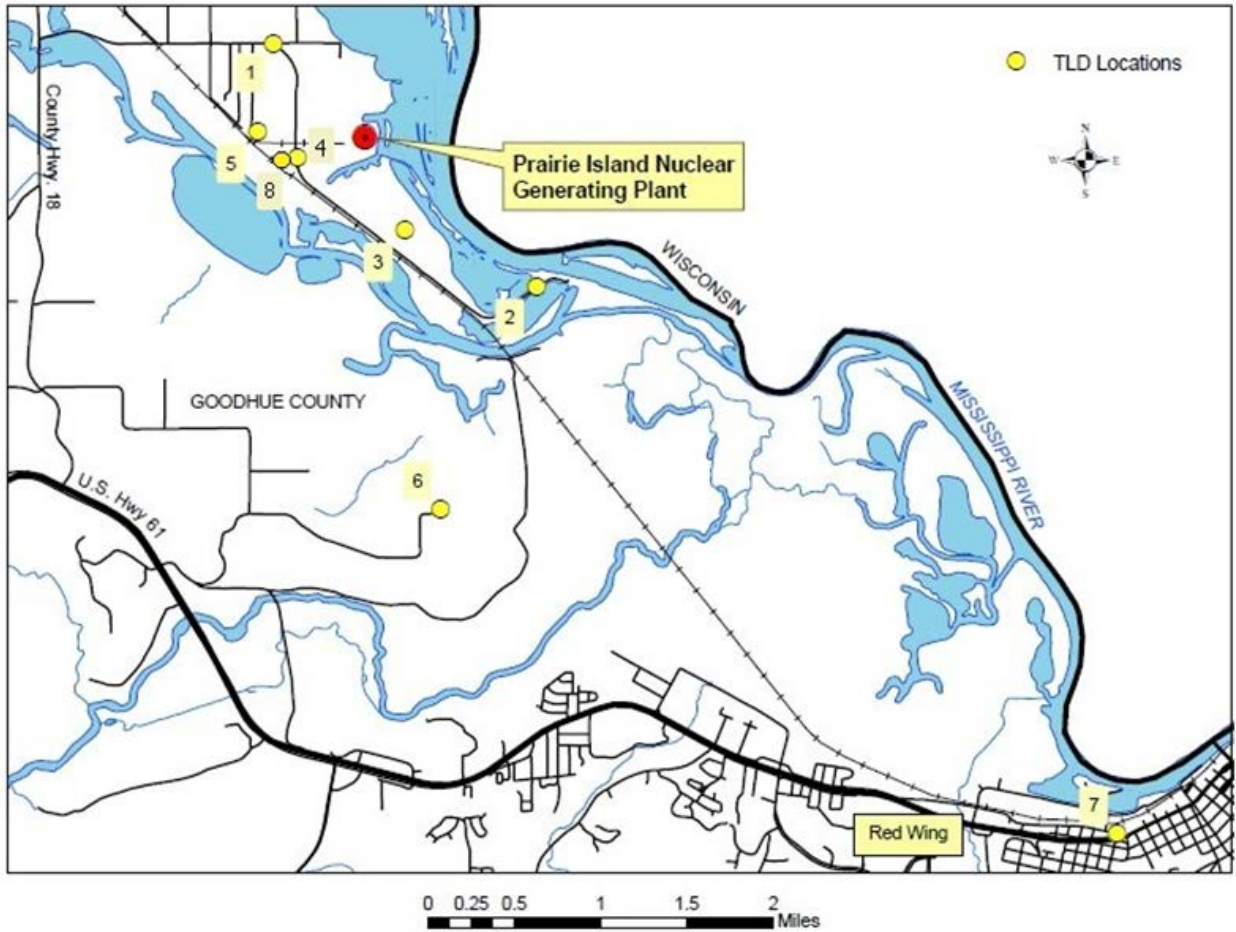 TLD Locations
1
County Hwy. 18
N
W E
S
4
5
Prairie Island Nuclear
Generating Plant
8
3
WISCONSIN
2
GOODHUE COUNTY
MISSISSIPPI RIVER
6
U.S. Hwy 61
7
Red Wing
0 0.25 0.5 1 1.5 2
Miles